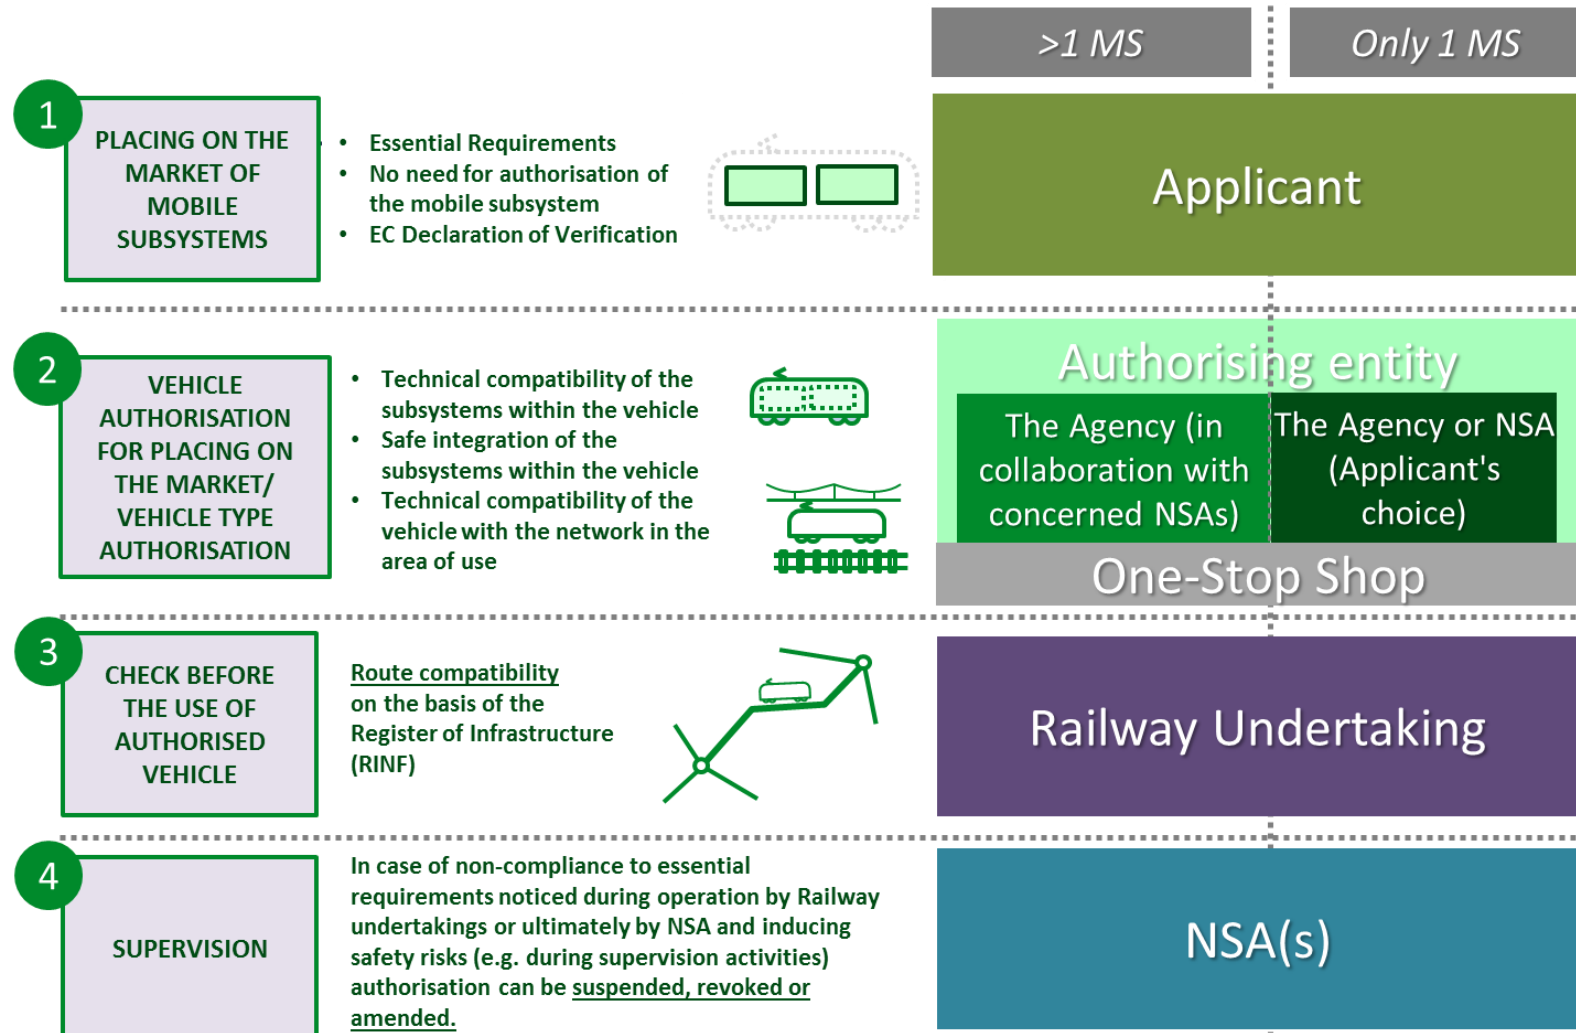 >1 MS
Only 1 MS
1
PLACING ON THE
MARKET OF
MOBILE
SUBSYSTEMS
• Essential Requirements
• No need for authorisation of
the mobile subsystem
• EC Declaration of Verification
Applicant
2
VEHICLE
AUTHORISATION
FOR PLACING ON
THE MARKET/
VEHICLE TYPE
AUTHORISATION
• Technical compatibility of the
subsystems within the vehicle
• Safe integration of the
subsystems within the vehicle
• Technical compatibility of the
vehicle with the network in the
area of use
Authorising entity
The Agency (in
collaboration with
concerned NSAs)
The Agency or NSA
(Applicant's
choice)
One-Stop Shop
3
CHECK BEFORE
THE USE OF
AUTHORISED
VEHICLE
Route compatibility
on the basis of the
Register of Infrastructure
(RINF)
Railway Undertaking
4
SUPERVISION
In case of non-compliance to essential
requirements noticed during operation by Railway
undertakings or ultimately by NSA and inducing
safety risks (e.g. during supervision activities)
authorisation can be suspended, revoked or
amended.
NSA(s)